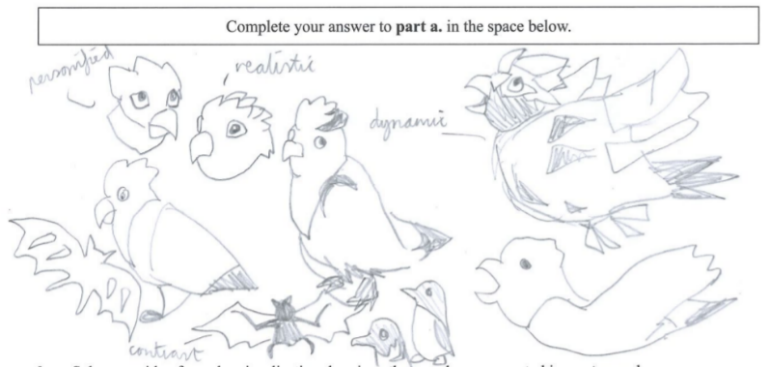 Complete your answer to part a. in the space below.
personified
realistic
dynamic
contrast